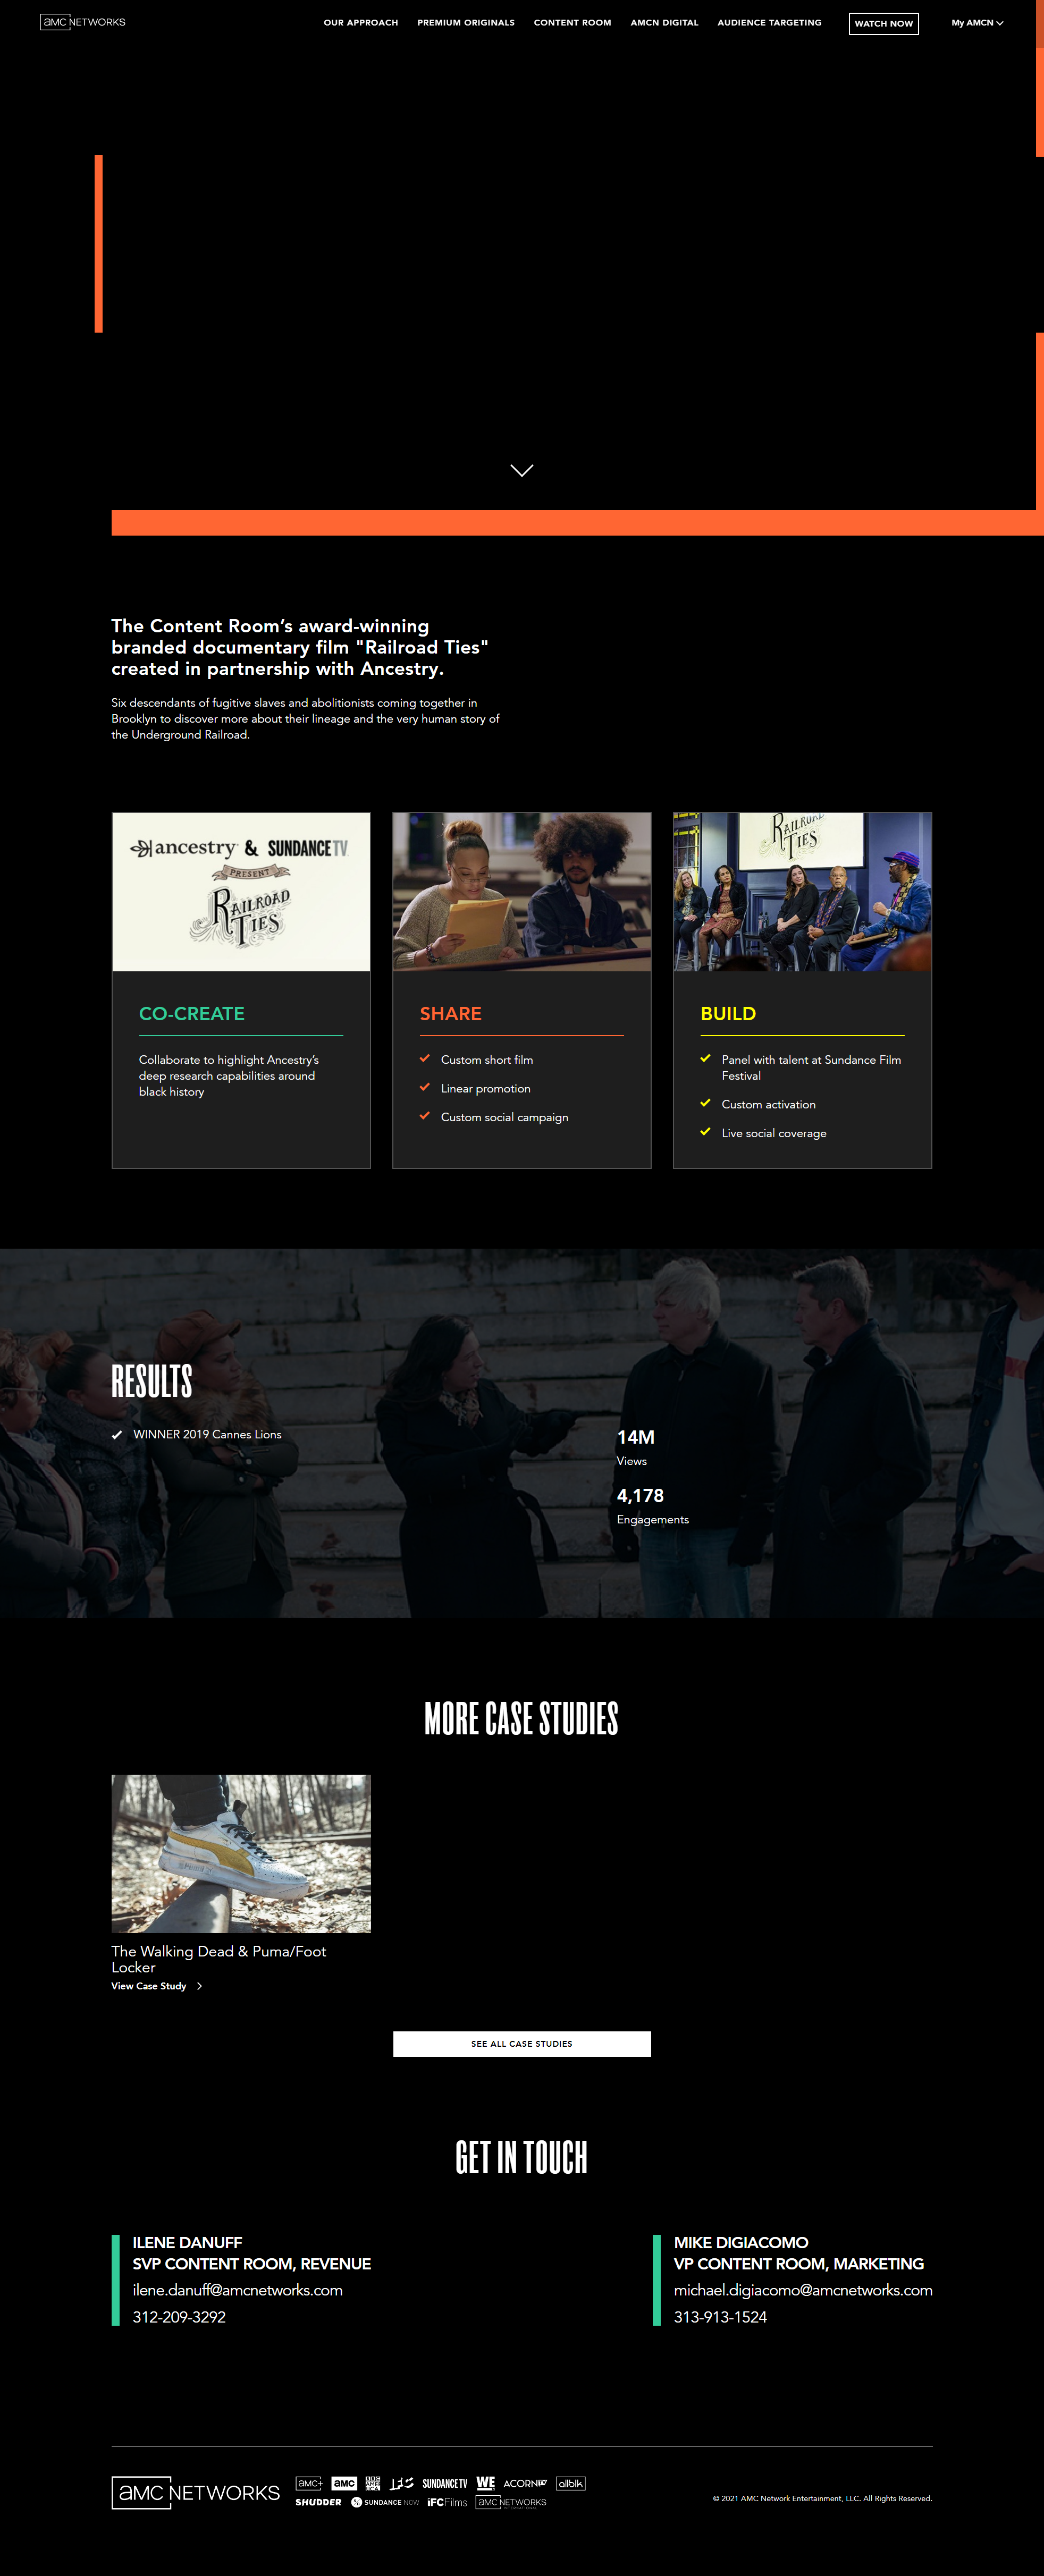 aMC NETWORKS
OUR APPROACH
PREMIUM ORIGINALS
CONTENT ROOM
AMCN DIGITAL
AUDIENCE TARGETING
WATCH NOW
My AMCN
The Content Room’s award-winning
branded documentary film "Railroad Ties"
created in partnership with Ancestry.
Six descendants of fugitive slaves and abolitionists coming together in
Brooklyn to discover more about their lineage and the very human story of
the Underground Railroad.
ancestry & SUNDANCE TV
PRESENT
RAILROAD
TIES
RAILROAD
TIES
CO-CREATE
Collaborate to highlight Ancestry’s
deep research capabilities around
black history
SHARE
Custom short film
Linear promotion
Custom social campaign
BUILD
Panel with talent at Sundance Film
Festival
Custom activation
Live social coverage
RESULTS
WINNER 2019 Cannes Lions
14M
Views
4,178
Engagements
MORE CASE STUDIES
The Walking Dead & Puma/Foot
Locker
View Case Study
SEE ALL CASE STUDIES
GET IN TOUCH
ILENE DANUFF
SVP CONTENT ROOM, REVENUE
ilene.danuff@amcnetworks.com
312-209-3292
MIKE DIGIACOMO
VP CONTENT ROOM, MARKETING
michael.digiacomo@amcnetworks.com
313-913-1524
aMC NETWORKS
aMC+ aMC BBC AMERICA IFC SUNDANCE TV WE tv ACORN TV allblk
SHUDDER SUNDANCE NOW IFC Films aMC NETWORKS INTERNATIONAL
© 2021 AMC Network Entertainment, LLC. All Rights Reserved.